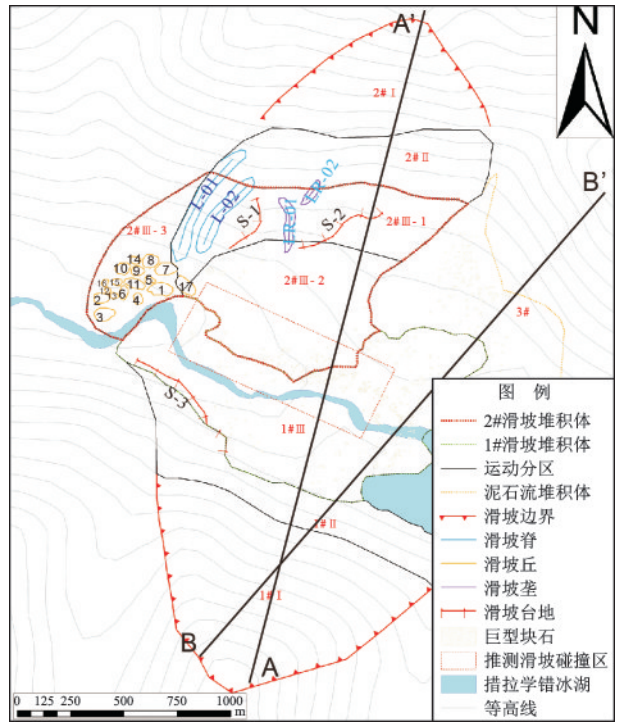 A'
N
2# I
B'
2# II
L-01
L-02
LR-02
LR-01
S-1
S-2
2# III - 1
2# III - 3
2# III - 2
14 8
10 9 7
16 15 11 5
12 13 6 1 17
2 4
3
3#
S-3
1# III
1# II
1# I
B
A
图 例
2#滑坡堆积体
1#滑坡堆积体
运动分区
泥石流堆积体
滑坡边界
滑坡脊
滑坡丘
滑坡垄
滑坡台地
巨型块石
推测滑坡碰撞区
措拉学错冰湖
等高线
0 125 250 500 750 1000
m